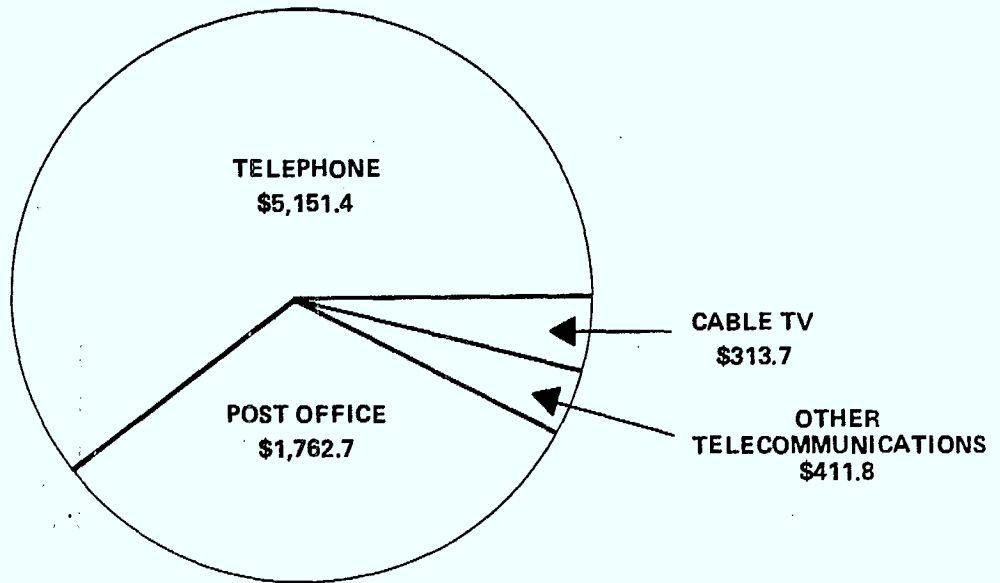 TELEPHONE
$5,151.4
CABLE TV
$313.7
POST OFFICE
$1,762.7
OTHER
TELECOMMUNICATIONS
$411.8